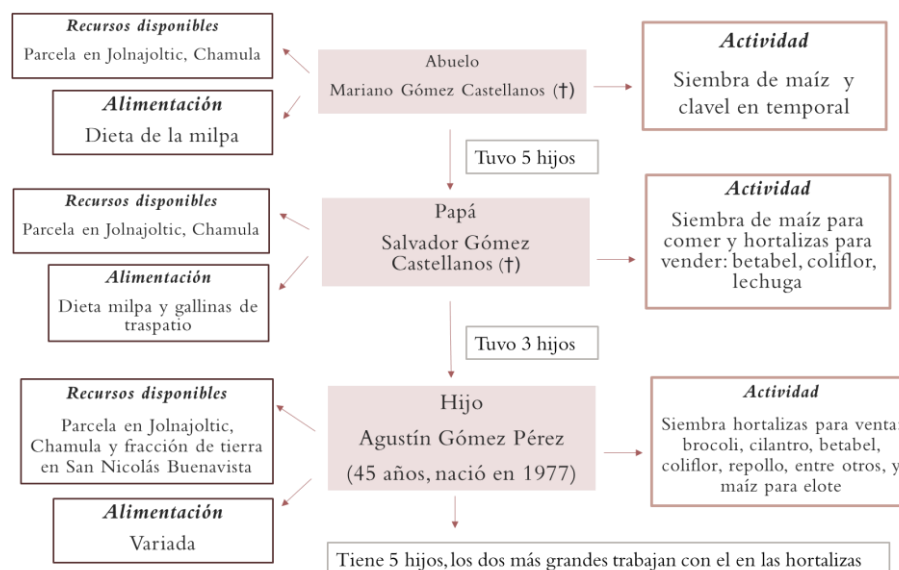 Recursos disponibles
Parcela en Jolnajoltic, Chamula
Alimentación
Dieta de la milpa
Abuelo
Mariano Gómez Castellanos (†)
Actividad
Siembra de maíz y
clavel en temporal
Tuvo 5 hijos
Recursos disponibles
Parcela en Jolnajoltic, Chamula
Alimentación
Dieta milpa y gallinas de
traspatio
Papá
Salvador Gómez
Castellanos (†)
Actividad
Siembra de maíz para
comer y hortalizas para
vender: betabel, coliflor,
lechuga
Tuvo 3 hijos
Recursos disponibles
Parcela en Jolnajoltic,
Chamula y fracción de tierra
en San Nicolás Buenavista
Alimentación
Variada
Hijo
Agustín Gómez Pérez
(45 años, nació en 1977)
Actividad
Siembra hortalizas para venta:
brocoli, cilantro, betabel,
coliflor, repollo, entre otros, y
maíz para elote
Tiene 5 hijos, los dos más grandes trabajan con el en las hortalizas